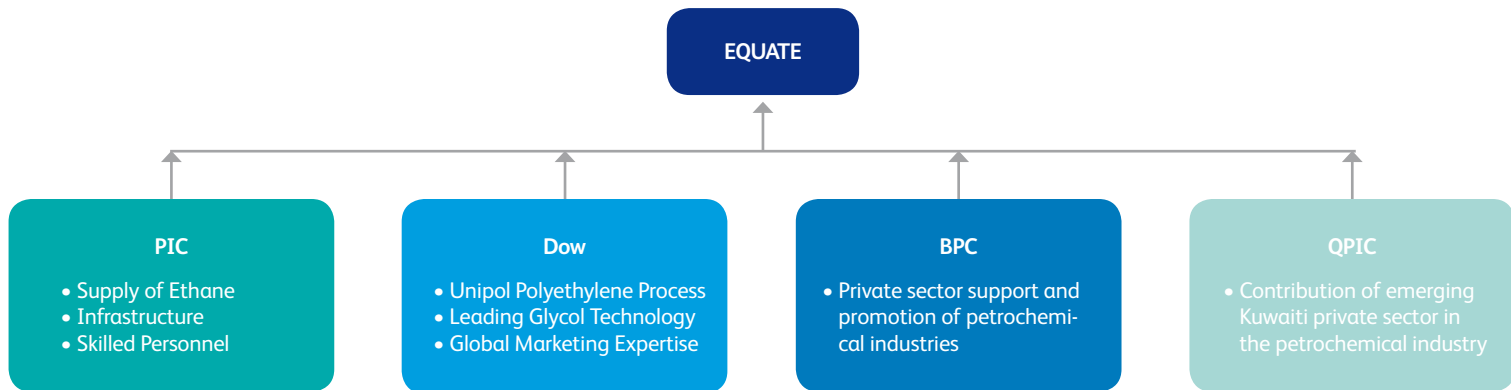 EQUATE
PIC
• Supply of Ethane
• Infrastructure
• Skilled Personnel
Dow
• Unipol Polyethylene Process
• Leading Glycol Technology
• Global Marketing Expertise
BPC
• Private sector support and
promotion of petrochemi-
cal industries
QPIC
• Contribution of emerging
Kuwaiti private sector in
the petrochemical industry